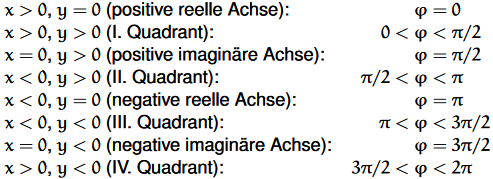 x > 0, y = 0 (positive reelle Achse): φ = 0
x > 0, y > 0 (I. Quadrant): 0 < φ < π/2
x = 0, y > 0 (positive imaginäre Achse): φ = π/2
x < 0, y > 0 (II. Quadrant): π/2 < φ < π
x < 0, y = 0 (negative reelle Achse): φ = π
x < 0, y < 0 (III. Quadrant): π < φ < 3π/2
x = 0, y < 0 (negative imaginäre Achse): φ = 3π/2
x > 0, y < 0 (IV. Quadrant): 3π/2 < φ < 2π